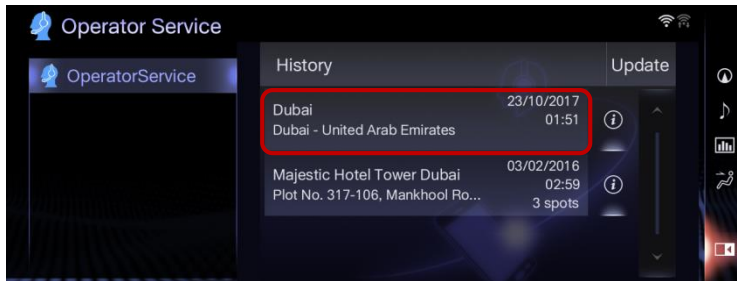 Operator Service
OperatorService
History
Update
Dubai
23/10/2017
Dubai - United Arab Emirates
01:51
Majestic Hotel Tower Dubai
03/02/2016
Plot No. 317-106, Mankhool Ro...
02:59
3 spots